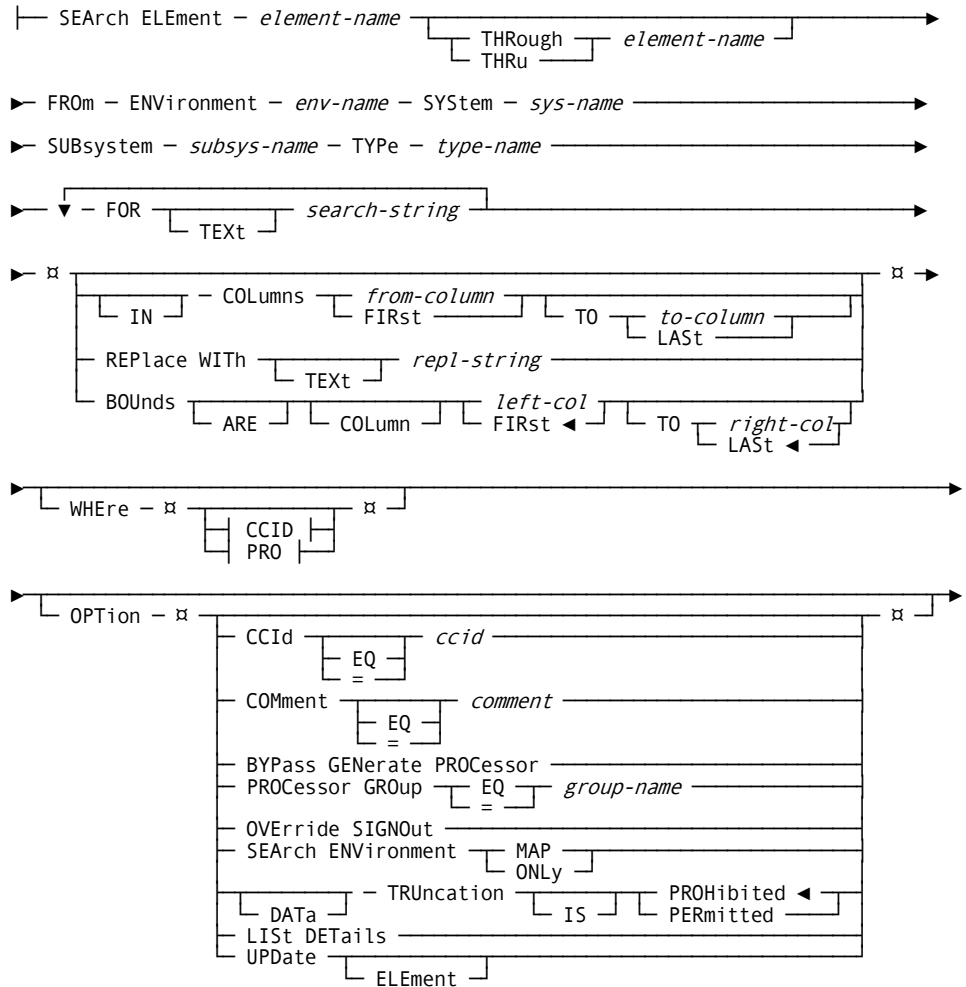 SEArch ELEment — element-name
THRough element-name
THRu
FROm — ENVironment — env-name — SYStem — sys-name
SUBsystem — subsys-name — TYPe — type-name
FOR search-string
TEXt
¤ ¤
COLumns from-column
IN FIRst TO to-column
LASt
REPlace WITh repl-string
TEXt
BOUnds left-col
ARE COLumn FIRst ◄ TO right-col
LASt ◄
WHEre — ¤ ¤
CCID
PRO
OPTion — ¤ ¤
CCId ccid
EQ
=
COMment comment
EQ
=
BYPass GENerate PROCessor
PROCessor GROup EQ group-name
=
OVErride SIGNOut
SEArch ENVironment MAP
ONLy
TRUncation PROHibited ◄
DATa IS PERmitted
LISt DETails
UPDate
ELEment